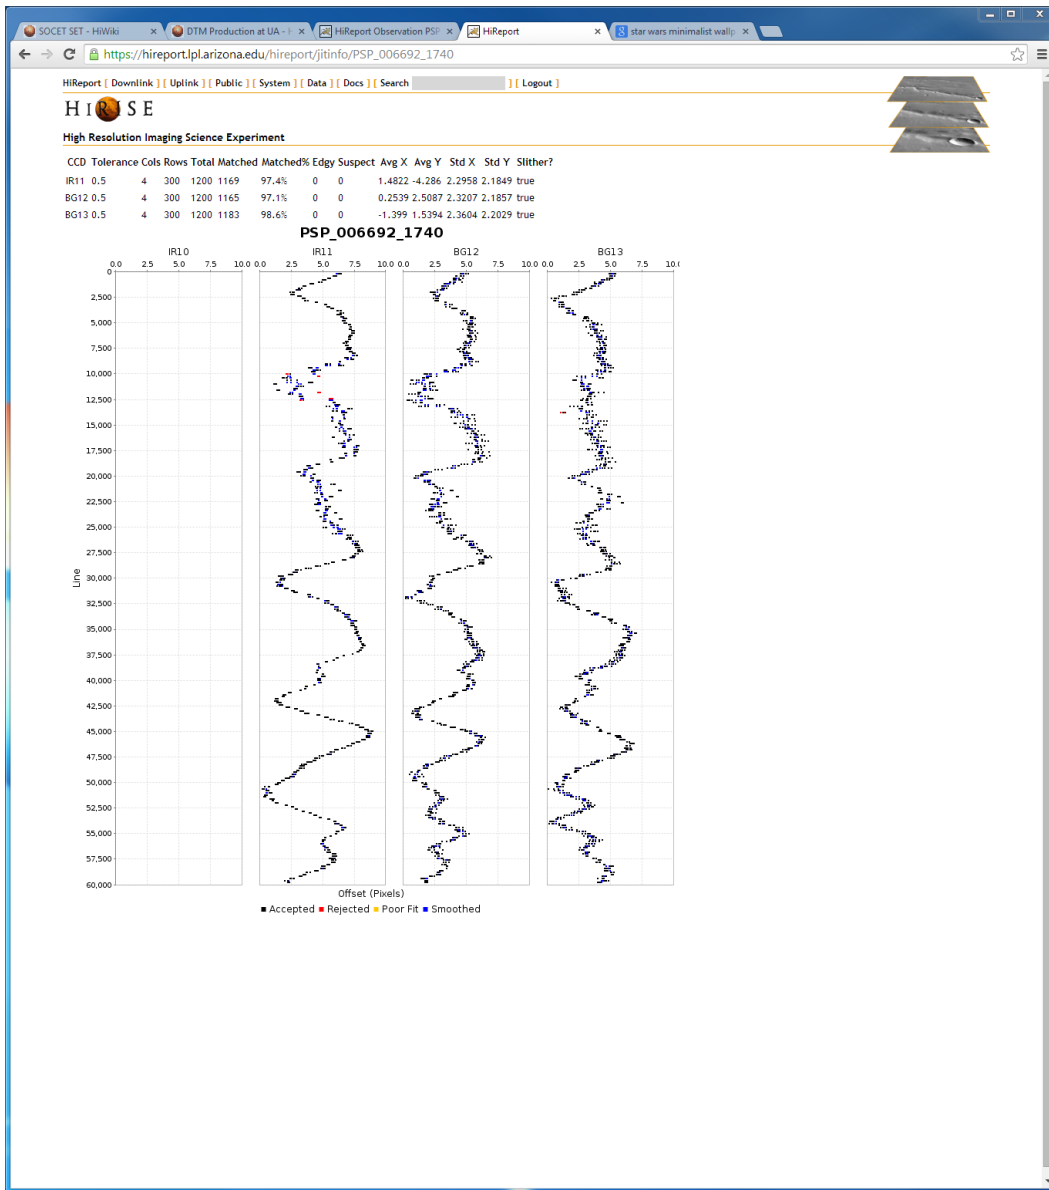 SOCET SET - HiWiki × DTM Production at UA - H × HiReport Observation PSP × HiReport × star wars minimalist wallp ×
https://hireport.lpl.arizona.edu/hireport/jitinfo/PSP_006692_1740
HiReport [ Downlink ] [ Uplink ] [ Public ] [ System ] [ Data ] [ Docs ] [ Search ] [ Logout ]
HIRISE
High Resolution Imaging Science Experiment
CCD Tolerance Cols Rows Total Matched Matched% Edgy Suspect Avg X Avg Y Std X Std Y Slither?
IR11 0.5 4 300 1200 1169 97.4% 0 0 1.4822 -4.286 2.2958 2.1849 true
BG12 0.5 4 300 1200 1165 97.1% 0 0 0.2539 2.5087 2.3207 2.1857 true
BG13 0.5 4 300 1200 1183 98.6% 0 0 -1.399 1.5394 2.3604 2.2029 true
PSP_006692_1740
IR10 IR11 BG12 BG13
0.0 2.5 5.0 7.5 10.0 0.0 2.5 5.0 7.5 10.0 0.0 2.5 5.0 7.5 10.0 0.0 2.5 5.0 7.5 10.0
0
2,500
5,000
7,500
10,000
12,500
15,000
17,500
20,000
22,500
25,000
27,500
30,000
Line
32,500
35,000
37,500
40,000
42,500
45,000
47,500
50,000
52,500
55,000
57,500
60,000
Offset (Pixels)
Accepted Rejected Poor Fit Smoothed